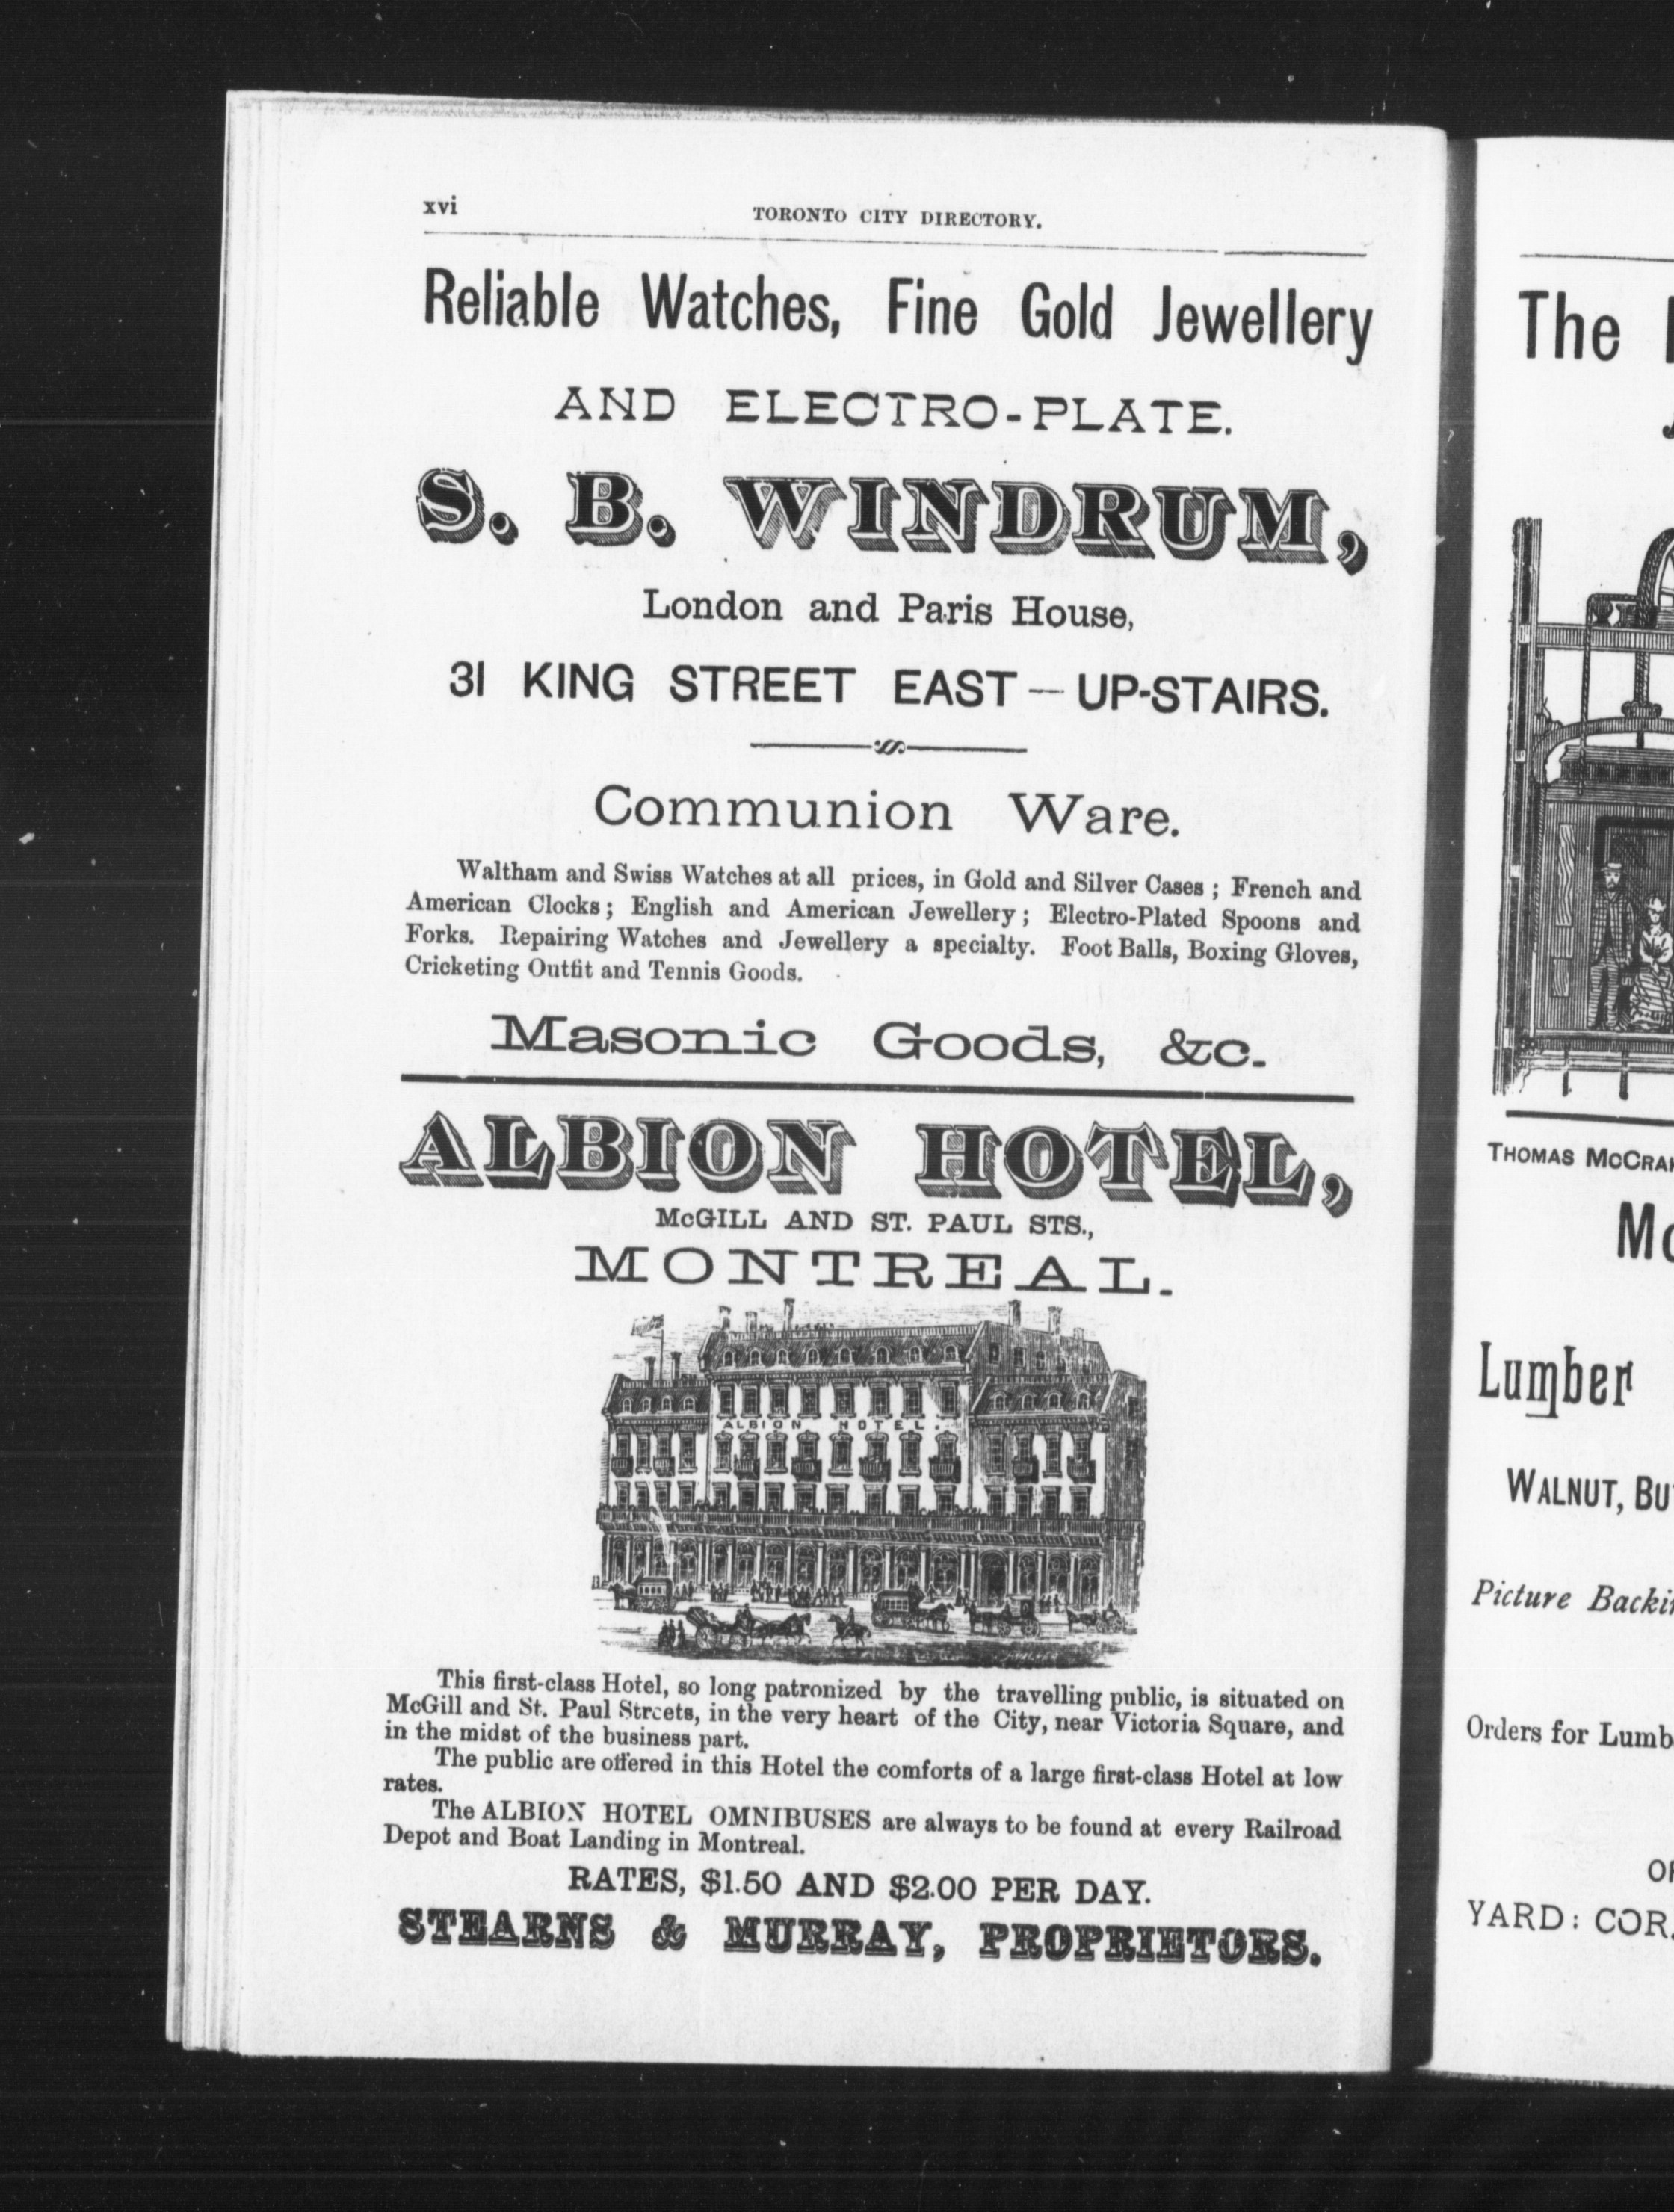 xvi
TORONTO CITY DIRECTORY.
Reliable Watches, Fine Gold Jewellery
AND ELECTRO-PLATE.
S. B. WINDRUM,
London and Paris House,
31 KING STREET EAST — UP-STAIRS.
Communion Ware.
Waltham and Swiss Watches at all prices, in Gold and Silver Cases ; French and
American Clocks ; English and American Jewellery ; Electro-Plated Spoons and
Forks. Repairing Watches and Jewellery a specialty. Foot Balls, Boxing Gloves,
Cricketing Outfit and Tennis Goods.
Masonic Goods, &c.
ALBION HOTEL,
McGILL AND ST. PAUL STS.,
MONTREAL.
ALBION HOTEL.
This first-class Hotel, so long patronized by the travelling public, is situated on
McGill and St. Paul Streets, in the very heart of the City, near Victoria Square, and
in the midst of the business part.
The public are offered in this Hotel the comforts of a large first-class Hotel at low
rates.
The ALBION HOTEL OMNIBUSES are always to be found at every Railroad
Depot and Boat Landing in Montreal.
RATES, $1.50 AND $2.00 PER DAY.
STEARNS & MURRAY, PROPRIETORS.
The
THOMAS
Lumber
WALNUT,
Picture
Orders for
YARD: COR.